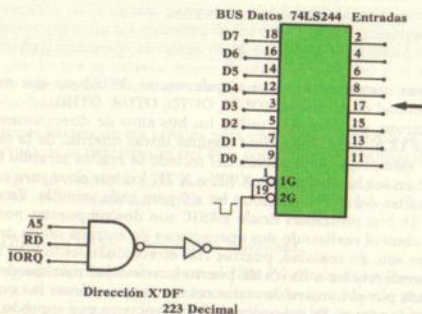 BUS Datos 74LS244 Entradas
D7 18 2
D6 16 4
D5 14 6
D4 12 8
D3 3 17
D2 5 15
D1 7 13
D0 9 11
1 1G
19 2G
A5
RD
IORQ
Dirección X'DF'
223 Decimal